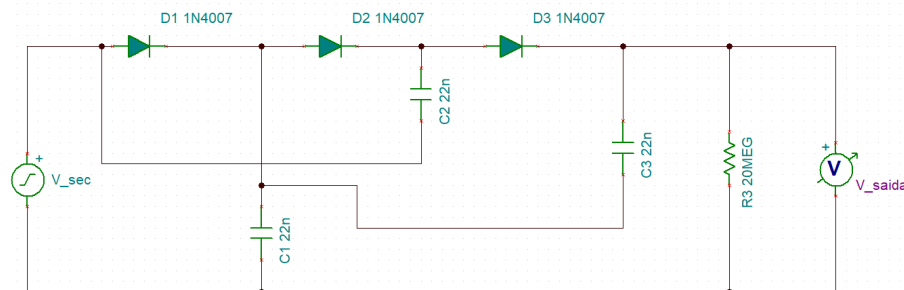 D1 1N4007
D2 1N4007
D3 1N4007
C2 22n
C3 22n
R3 20MEG
+
V_sec
+
V
V_saida
C1 22n